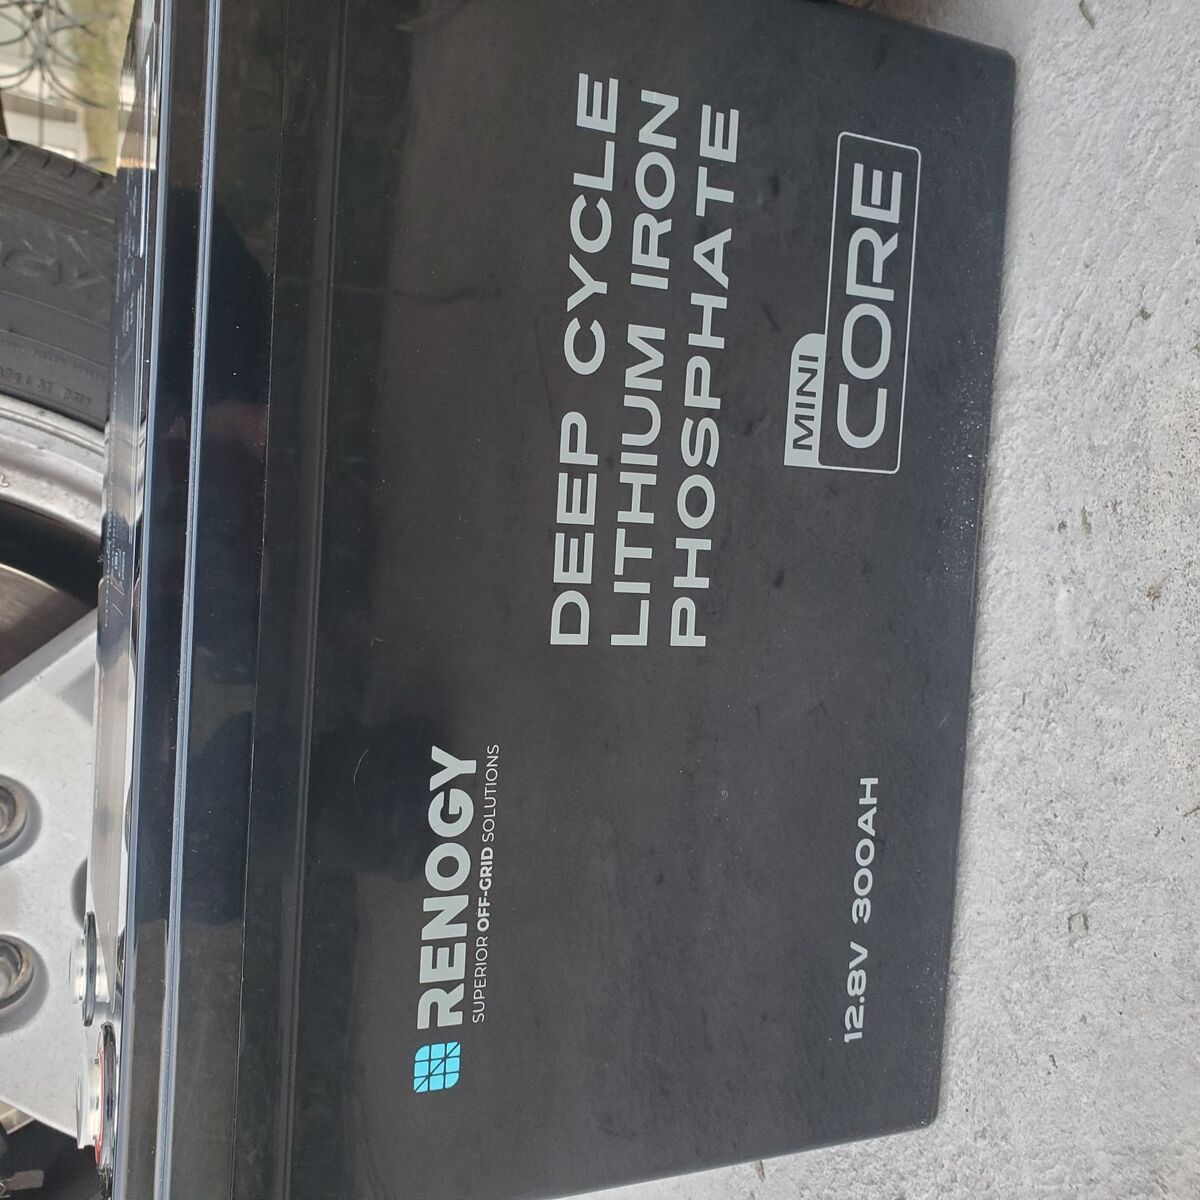 RENOGY
SUPERIOR OFF-GRID SOLUTIONS
DEEP CYCLE
LITHIUM IRON
PHOSPHATE
MINI
CORE
12.8V 300AH